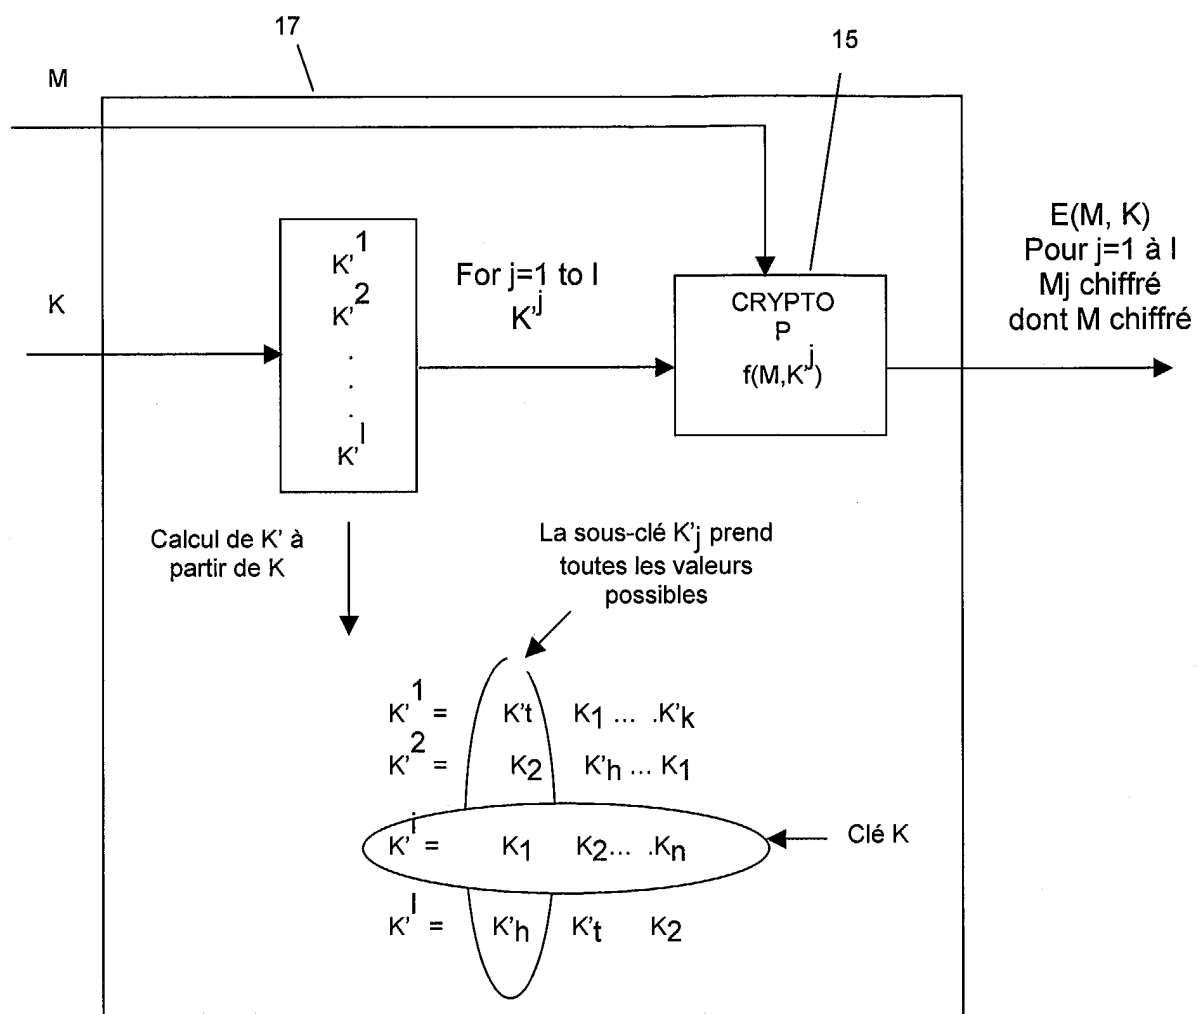 17
15
M
K
K'^1
K'^2
.
.
.
K'^l
For j=1 to l
K'^j
CRYPTO
P
f(M,K'^j)
E(M, K)
Pour j=1 à l
Mj chiffré
dont M chiffré
Calcul de K' à
partir de K
La sous-clé K'j prend
toutes les valeurs
possibles
K'^1 = K't K1 ... .K'k
K'^2 = K2 K'h ... K1
K'^i = K1 K2... .Kn
Clé K
K'^l = K'h K't K2